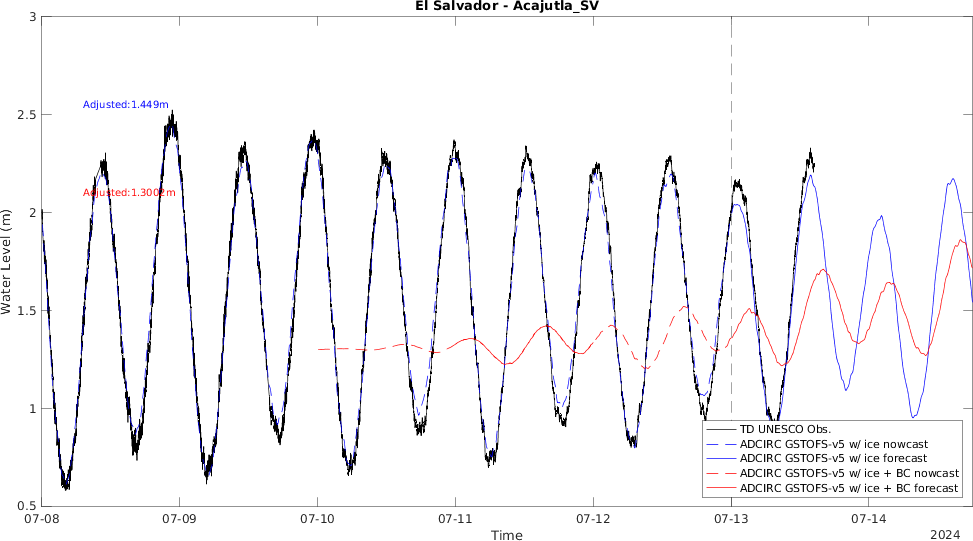 El Salvador - Acajutla_SV
3
2.5
2
1.5
1
0.5
Water Level (m)
Adjusted:1.449m
Adjusted:1.3002m
TD UNESCO Obs.
ADCIRC GSTOFS-v5 w/ ice nowcast
ADCIRC GSTOFS-v5 w/ ice forecast
ADCIRC GSTOFS-v5 w/ ice + BC nowcast
ADCIRC GSTOFS-v5 w/ ice + BC forecast
07-08 07-09 07-10 07-11 07-12 07-13 07-14
Time
2024